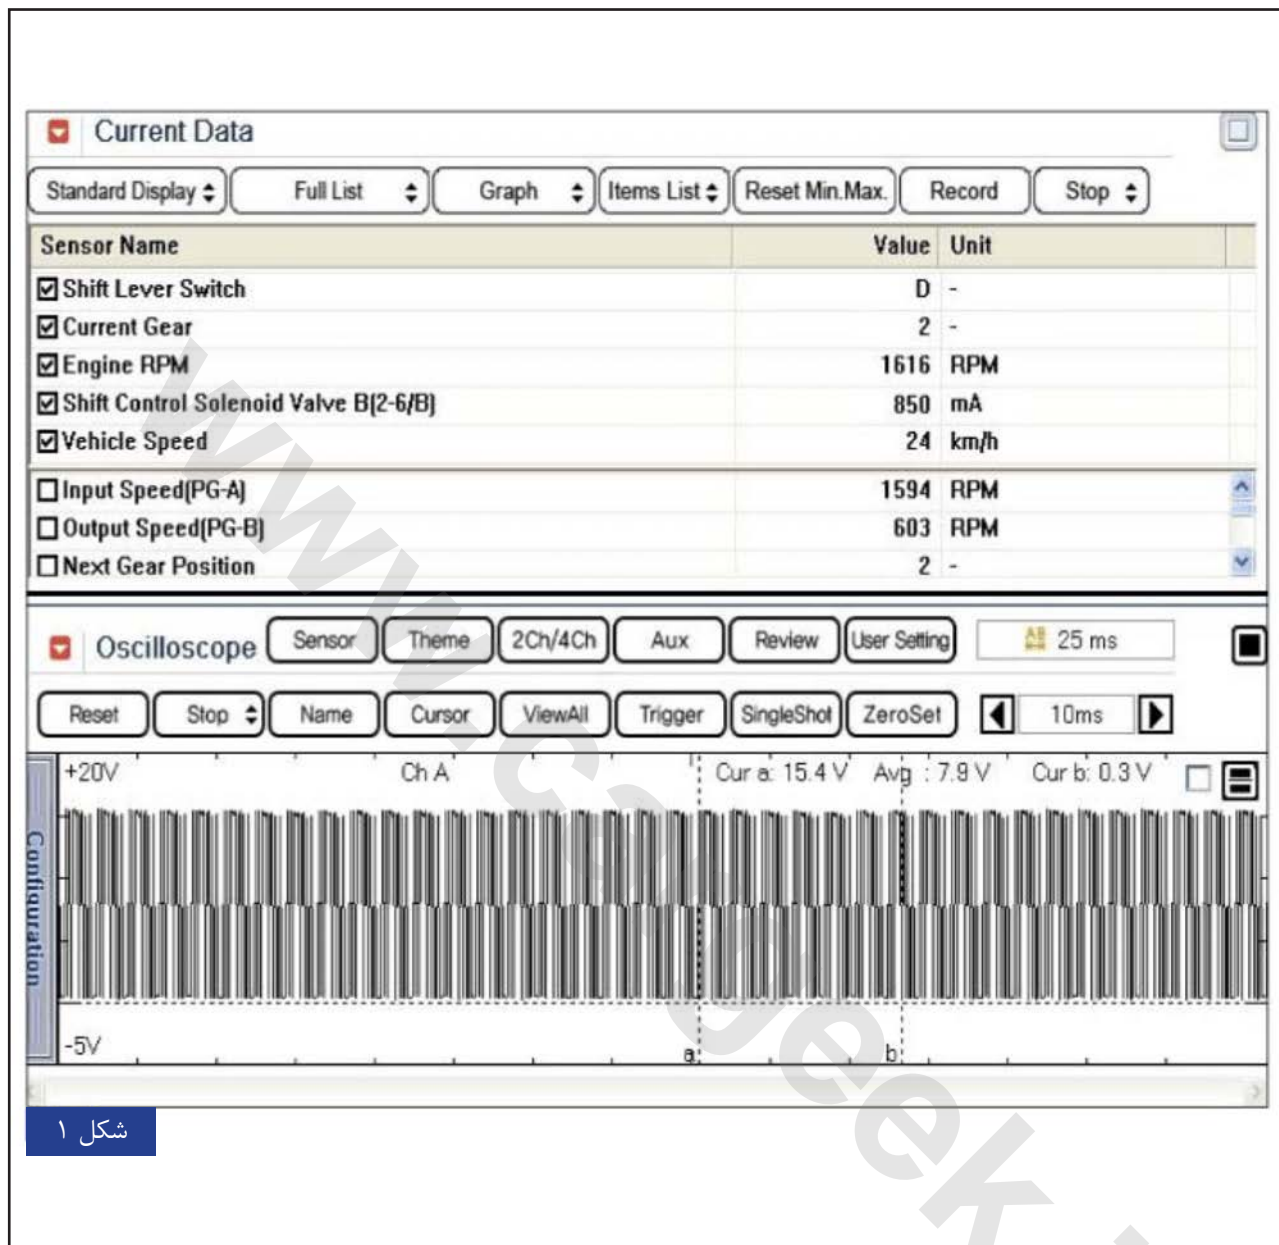 Current Data
Standard Display Full List Graph Items List Reset Min.Max. Record Stop
Sensor Name Value Unit
Shift Lever Switch D -
Current Gear 2 -
Engine RPM 1616 RPM
Shift Control Solenoid Valve B(2-6/B) 850 mA
Vehicle Speed 24 km/h
Input Speed(PG-A) 1594 RPM
Output Speed(PG-B) 603 RPM
Next Gear Position 2 -
Oscilloscope Sensor Theme 2Ch/4Ch Aux Review User Setting 25 ms
Reset Stop Name Cursor ViewAll Trigger SingleShot ZeroSet 10ms
+20V Ch A Cur a: 15.4 V Avg : 7.9 V Cur b: 0.3 V
Configuration
-5V a b
شکل ۱